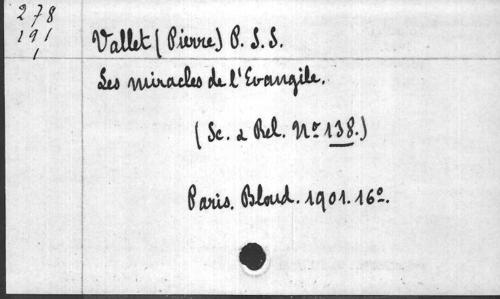 278
191
1
Vallet (Pierre) P. S. S.
Les miracles de l'Evangile.
(Sc. & Rel. Nº 138.)
Paris. Bloud. 1901. 16º.